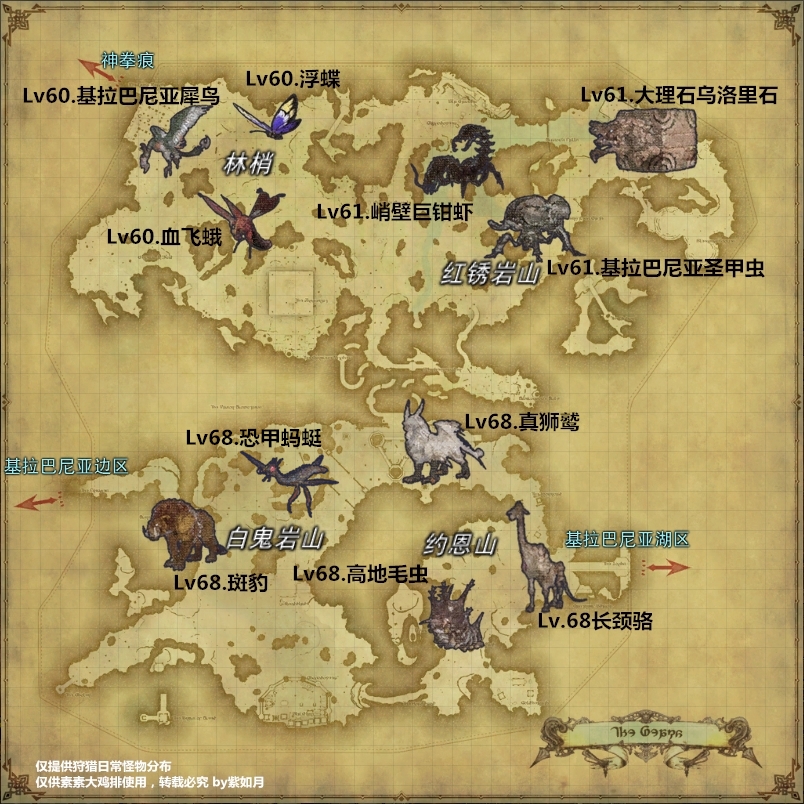 神拳痕
Lv60.浮蝶
Lv60.基拉巴尼亚犀鸟
Lv61.大理石乌洛里石
林梢
Lv61.峭壁巨钳虾
Lv60.血飞蛾
红锈岩山
Lv61.基拉巴尼亚圣甲虫
Lv68.真狮鹫
Lv68.恐甲蚂蜓
基拉巴尼亚边区
白鬼岩山
约恩山
基拉巴尼亚湖区
Lv68.斑豹
Lv68.高地毛虫
Lv.68长颈骆
仅提供狩猎日常怪物分布
仅供素素大鸡排使用，转载必究 by紫如月